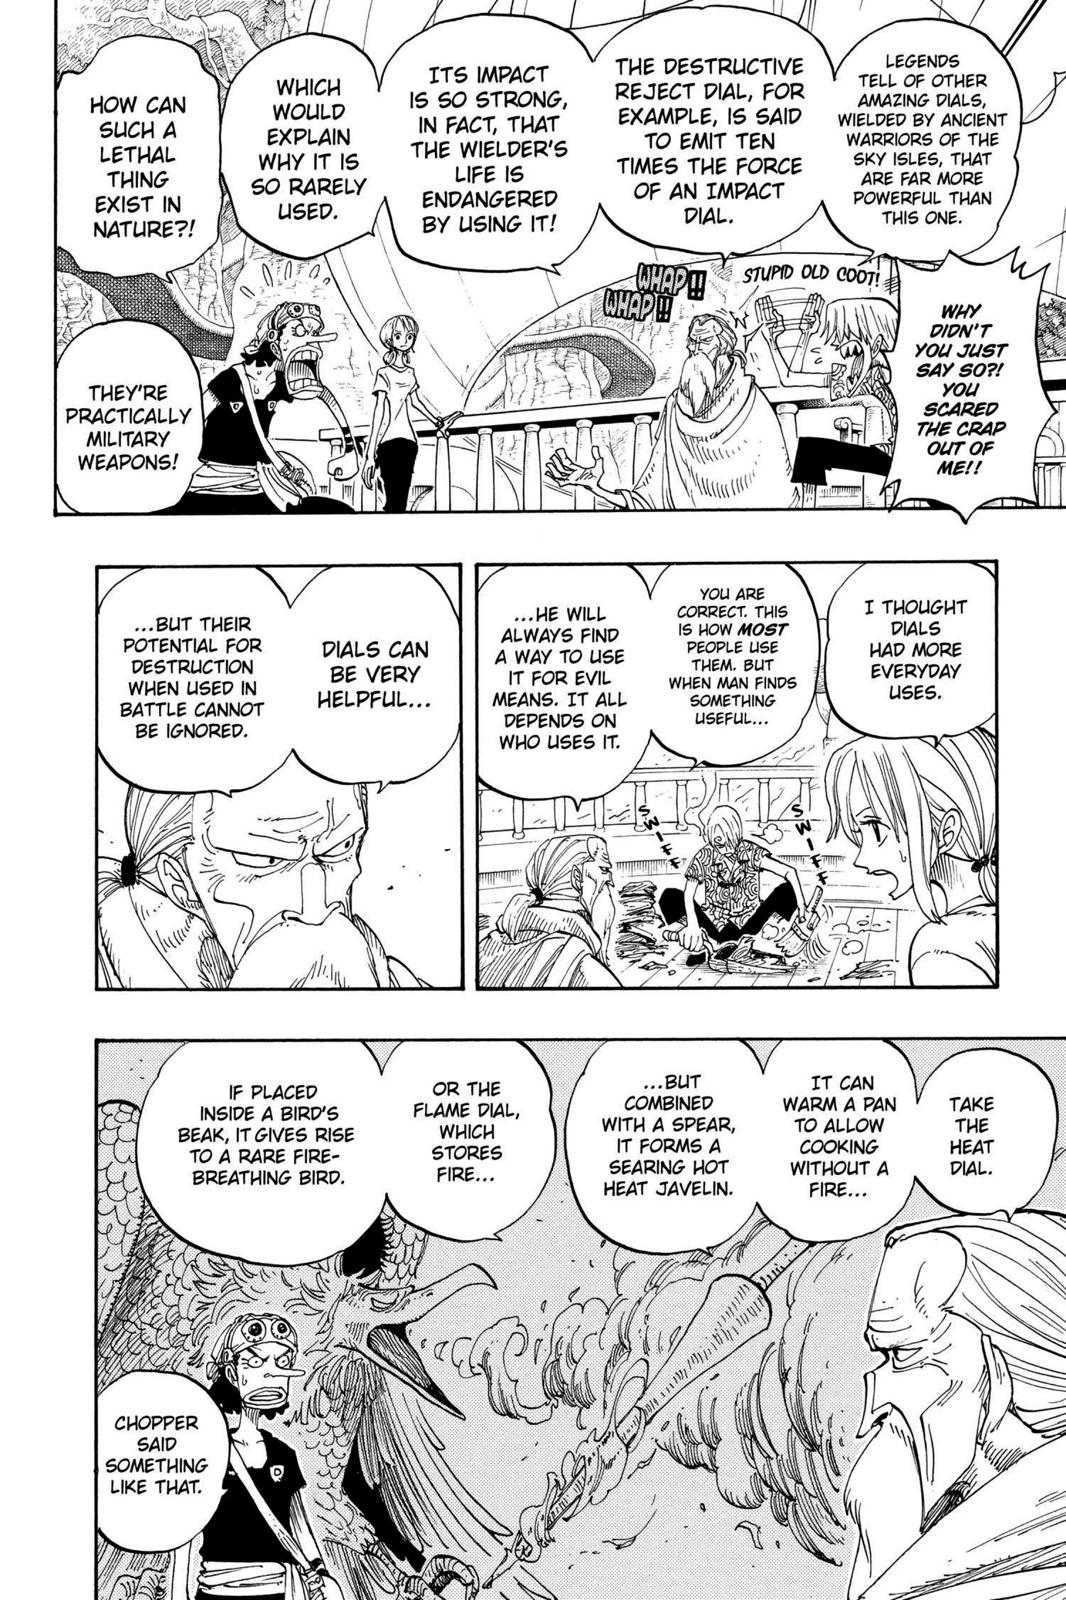 LEGENDS
TELL OF OTHER
AMAZING DIALS,
WIELDED BY ANCIENT
WARRIORS OF THE
SKY ISLES, THAT
ARE FAR MORE
POWERFUL THAN
THIS ONE.
THE DESTRUCTIVE
REJECT DIAL, FOR
EXAMPLE, IS SAID
TO EMIT TEN
TIMES THE FORCE
OF AN IMPACT
DIAL.
ITS IMPACT
IS SO STRONG,
IN FACT, THAT
THE WIELDER'S
LIFE IS
ENDANGERED
BY USING IT!
WHICH
WOULD
EXPLAIN
WHY IT IS
SO RARELY
USED.
HOW CAN
SUCH A
LETHAL
THING
EXIST IN
NATURE?!
STUPID OLD COOT!
WHAP!!
WHAP!!
WHY
DIDN'T
YOU JUST
SAY SO?!
YOU
SCARED
THE CRAP
OUT OF
ME!!
THEY'RE
PRACTICALLY
MILITARY
WEAPONS!
I THOUGHT
DIALS
HAD MORE
EVERYDAY
USES.
YOU ARE
CORRECT. THIS
IS HOW MOST
PEOPLE USE
THEM. BUT
WHEN MAN FINDS
SOMETHING
USEFUL...
...HE WILL
ALWAYS FIND
A WAY TO USE
IT FOR EVIL
MEANS. IT ALL
DEPENDS ON
WHO USES IT.
SWIFF
SWIFF
DIALS CAN
BE VERY
HELPFUL...
...BUT THEIR
POTENTIAL FOR
DESTRUCTION
WHEN USED IN
BATTLE CANNOT
BE IGNORED.
TAKE
THE
HEAT
DIAL.
IT CAN
WARM A PAN
TO ALLOW
COOKING
WITHOUT A
FIRE...
...BUT
COMBINED
WITH A SPEAR,
IT FORMS A
SEARING HOT
HEAT JAVELIN.
OR THE
FLAME DIAL,
WHICH
STORES
FIRE...
IF PLACED
INSIDE A BIRD'S
BEAK, IT GIVES RISE
TO A RARE FIRE-
BREATHING BIRD.
CHOPPER
SAID
SOMETHING
LIKE THAT.